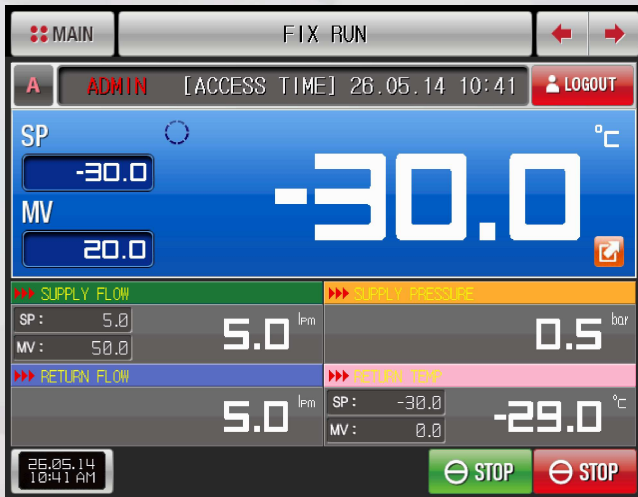 MAIN FIX RUN
A ADMIN [ACCESS TIME] 26.05.14 10:41 LOGOUT
SP °C
-30.0 -30.0
MV
20.0
SUPPLY FLOW SUPPLY PRESSURE
SP: 5.0 5.0 lpm 0.5 bar
MV: 50.0
RETURN FLOW RETURN TEMP
5.0 lpm SP: -30.0 -29.0 °C
MV: 0.0
26.05.14 STOP STOP
10:41 AM